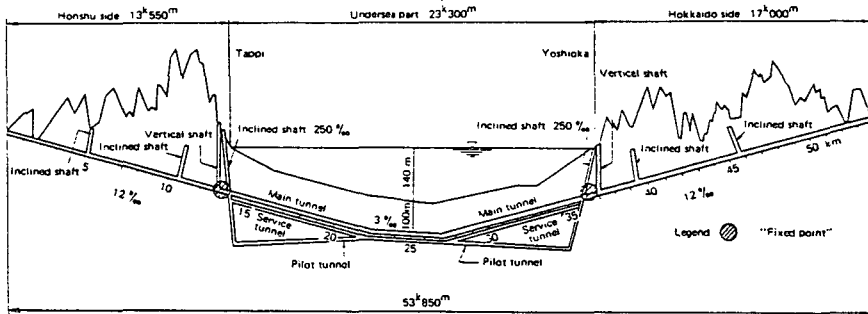 Honshu side 13ᵏ550ᵐ
Undersea part 23ᵏ300ᵐ
Hokkaido side 17ᵏ000ᵐ
Tappi
Yoshioka
Vertical shaft
Inclined shaft 250 ‰
Inclined shaft 250 ‰
Inclined shaft
Vertical shaft
Inclined shaft
Inclined shaft
Inclined shaft
50 km
140 m
100m
5
10
12 ‰
Main tunnel
3 ‰
Main tunnel
45
40
12 ‰
15
Service tunnel
20
25
30
Service tunnel
35
Pilot tunnel
Pilot tunnel
Legend "Fixed point"
53ᵏ850ᵐ